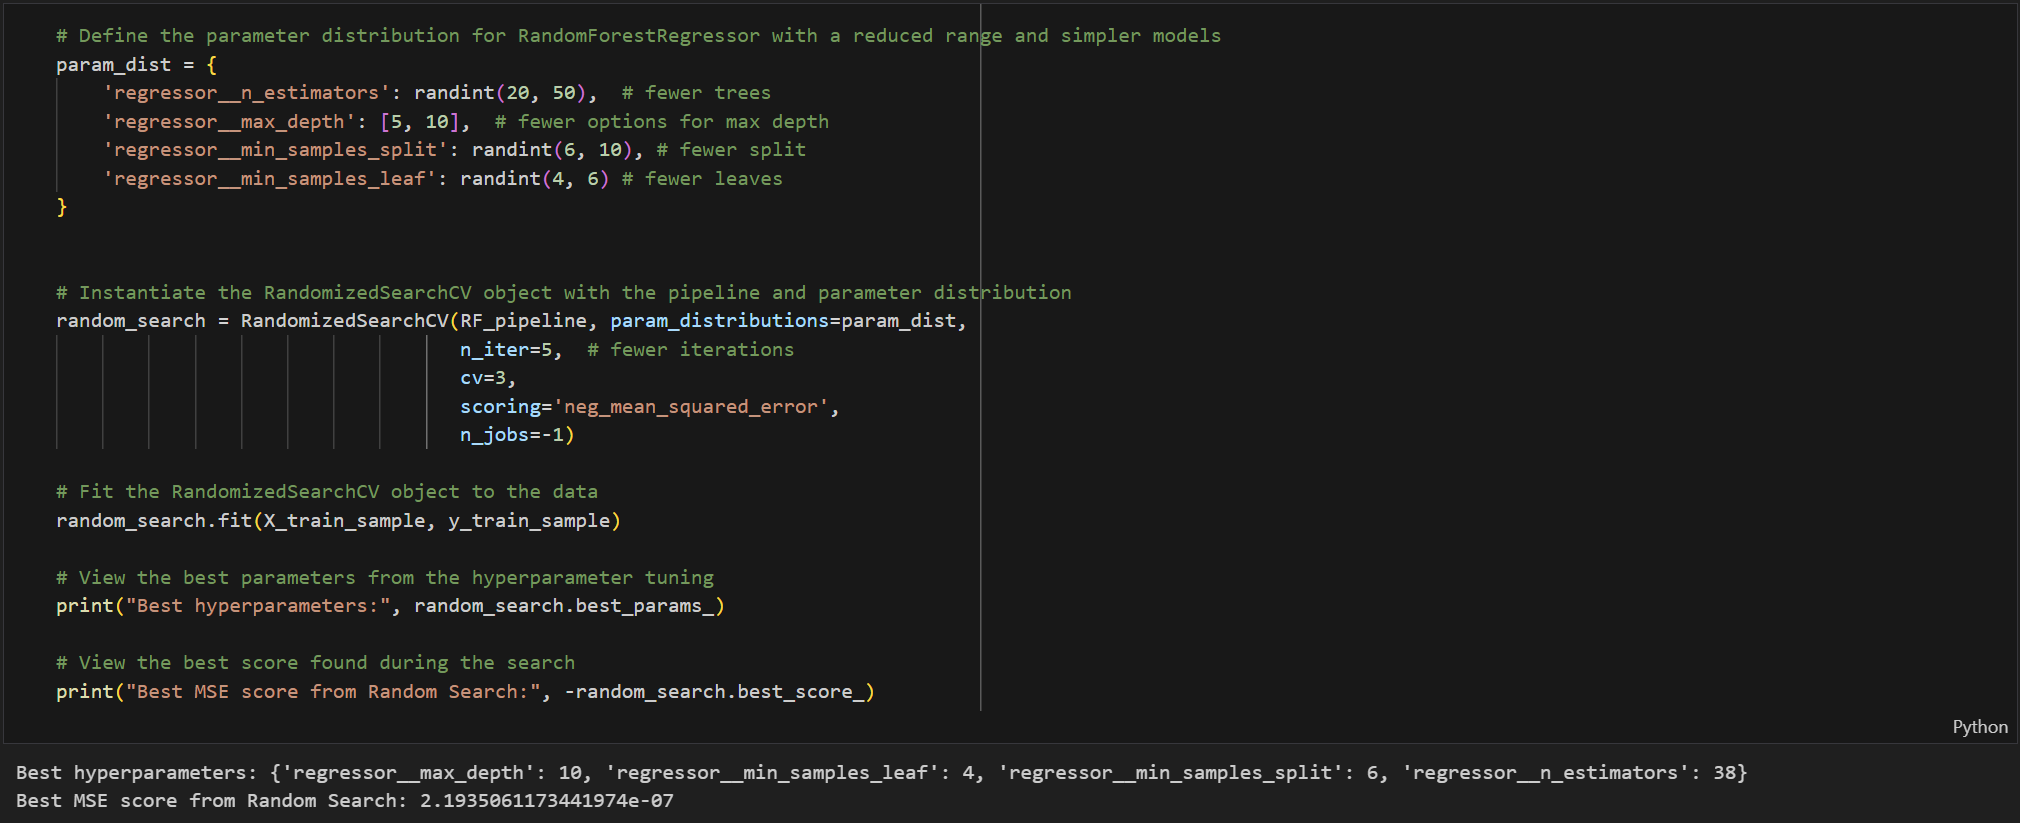 # Define the parameter distribution for RandomForestRegressor with a reduced range and simpler models
param_dist = {
    'regressor__n_estimators': randint(20, 50),  # fewer trees
    'regressor__max_depth': [5, 10],  # fewer options for max depth
    'regressor__min_samples_split': randint(6, 10), # fewer split
    'regressor__min_samples_leaf': randint(4, 6) # fewer leaves
}
# Instantiate the RandomizedSearchCV object with the pipeline and parameter distribution
random_search = RandomizedSearchCV(RF_pipeline, param_distributions=param_dist,
                                   n_iter=5,  # fewer iterations
                                   cv=3,
                                   scoring='neg_mean_squared_error',
                                   n_jobs=-1)
# Fit the RandomizedSearchCV object to the data
random_search.fit(X_train_sample, y_train_sample)
# View the best parameters from the hyperparameter tuning
print("Best hyperparameters:", random_search.best_params_)
# View the best score found during the search
print("Best MSE score from Random Search:", -random_search.best_score_)
Python
Best hyperparameters: {'regressor__max_depth': 10, 'regressor__min_samples_leaf': 4, 'regressor__min_samples_split': 6, 'regressor__n_estimators': 38}
Best MSE score from Random Search: 2.1935061173441974e-07